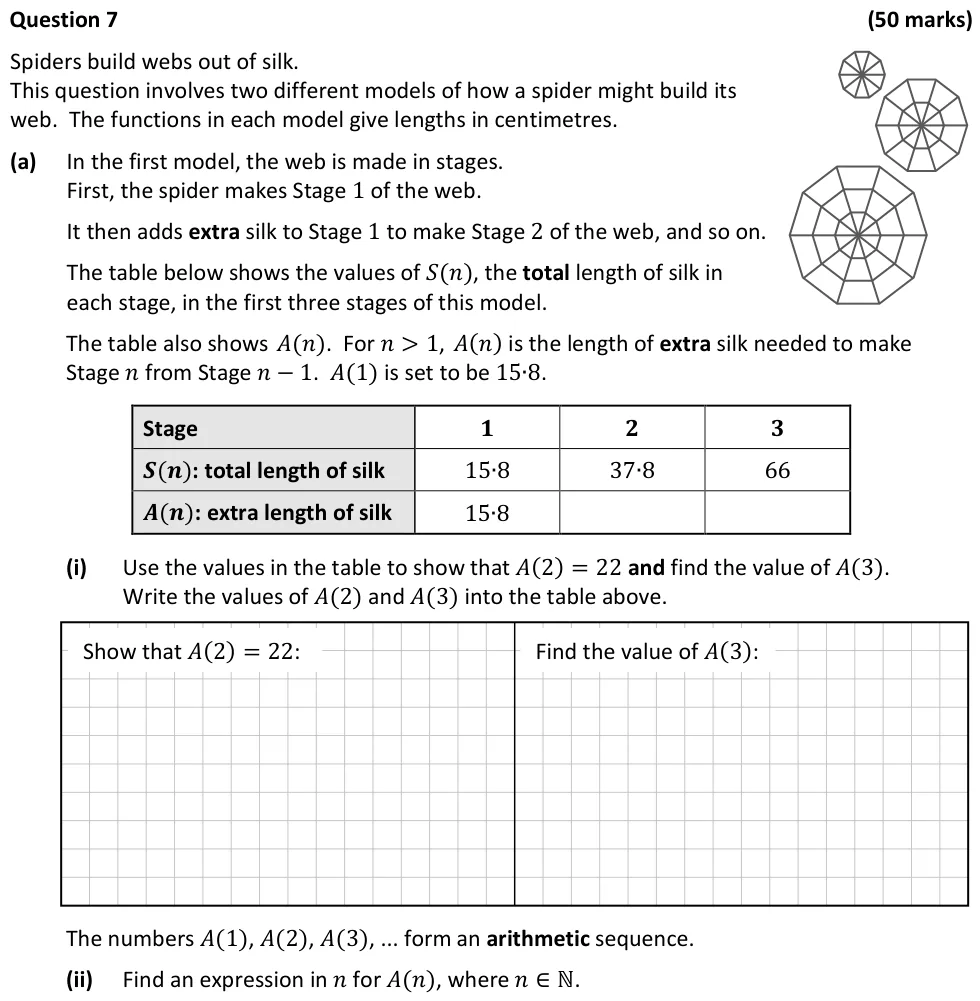 Question 7 (50 marks)
Spiders build webs out of silk.
This question involves two different models of how a spider might build its
web. The functions in each model give lengths in centimetres.
(a) In the first model, the web is made in stages.
First, the spider makes Stage 1 of the web.
It then adds extra silk to Stage 1 to make Stage 2 of the web, and so on.
The table below shows the values of S(n), the total length of silk in
each stage, in the first three stages of this model.
The table also shows A(n). For n > 1, A(n) is the length of extra silk needed to make
Stage n from Stage n − 1. A(1) is set to be 15·8.
Stage 1 2 3
S(n): total length of silk 15·8 37·8 66
A(n): extra length of silk 15·8
(i) Use the values in the table to show that A(2) = 22 and find the value of A(3).
Write the values of A(2) and A(3) into the table above.
Show that A(2) = 22: Find the value of A(3):
The numbers A(1), A(2), A(3), ... form an arithmetic sequence.
(ii) Find an expression in n for A(n), where n ∈ ℕ.